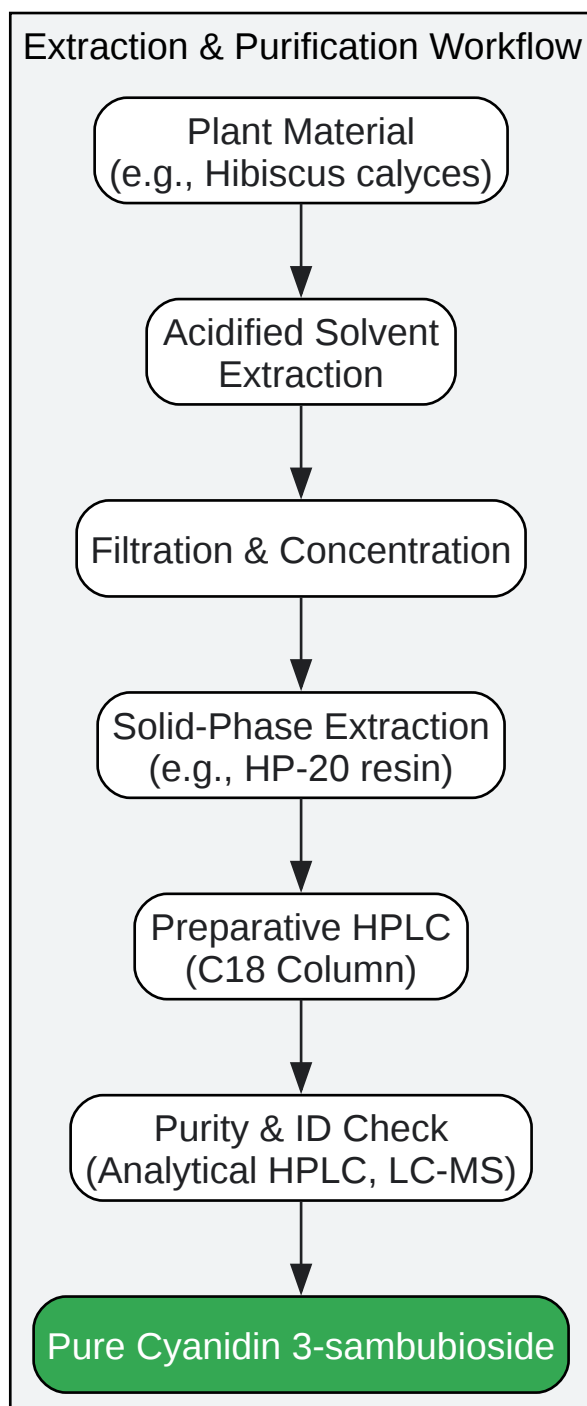 Extraction & Purification Workflow
Plant Material
(e.g., Hibiscus calyces)
Acidified Solvent
Extraction
Filtration & Concentration
Solid-Phase Extraction
(e.g., HP-20 resin)
Preparative HPLC
(C18 Column)
Purity & ID Check
(Analytical HPLC, LC-MS)
Pure Cyanidin 3-sambubioside